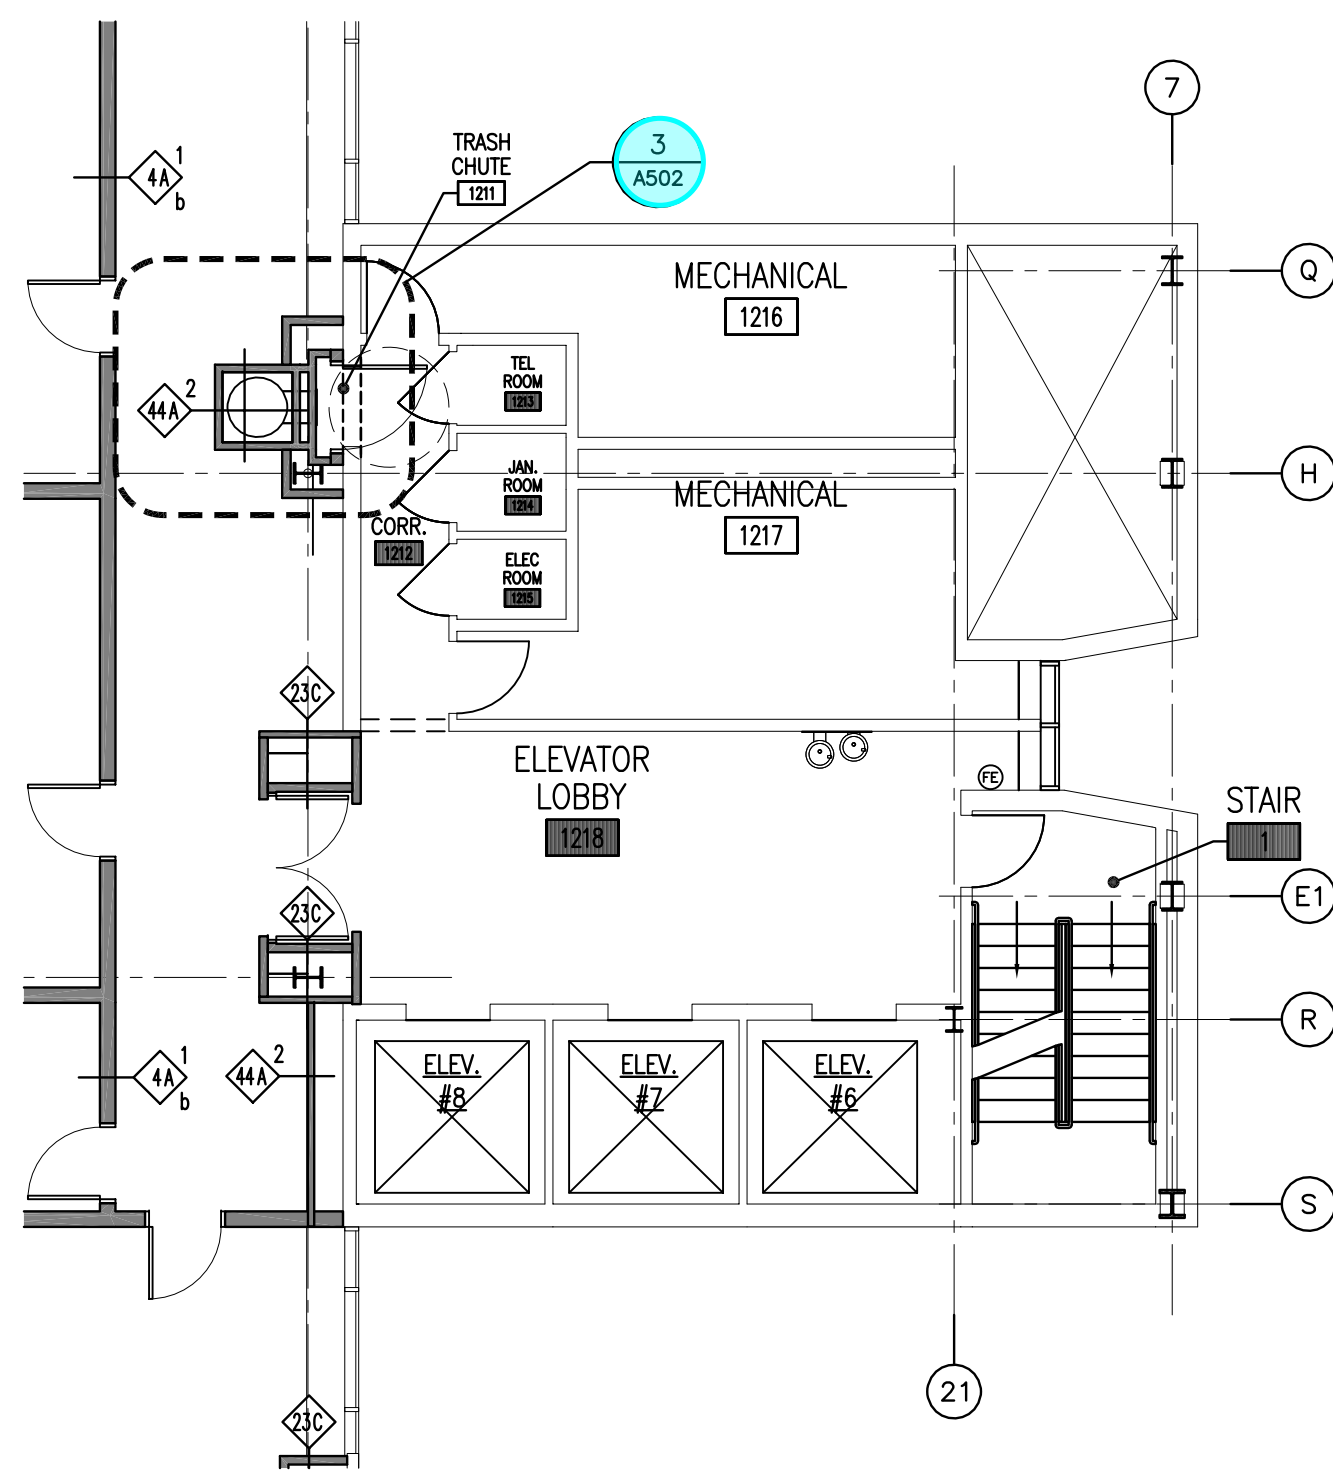 7
TRASH
CHUTE
1211
3
A502
1
4A
b
MECHANICAL
1216
Q
TEL
ROOM
1213
2
44A
H
JAN.
ROOM
1214
MECHANICAL
1217
CORR.
1212
ELEC
ROOM
1215
23C
ELEVATOR
LOBBY
1218
FE
STAIR
1
E1
23C
R
1
4A
b
2
44A
ELEV.
#8
ELEV.
#7
ELEV.
#6
S
21
23C